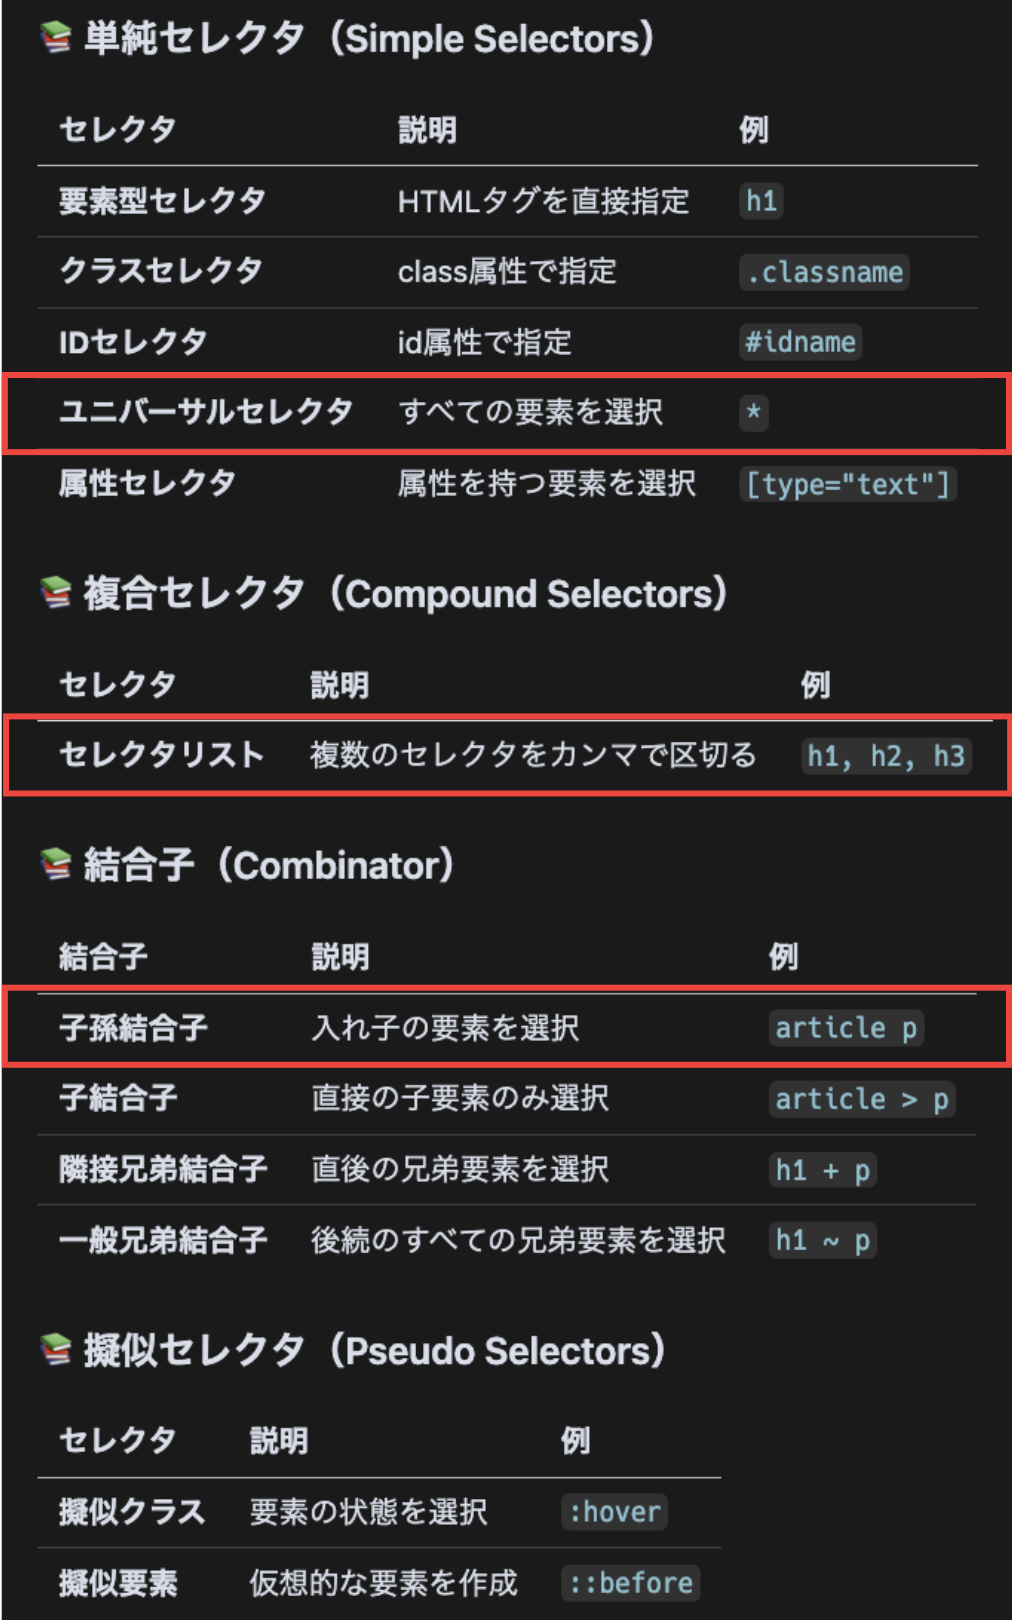 📚 単純セレクタ（Simple Selectors）
セレクタ 説明 例
要素型セレクタ HTMLタグを直接指定 h1
クラスセレクタ class属性で指定 .classname
IDセレクタ id属性で指定 #idname
ユニバーサルセレクタ すべての要素を選択 *
属性セレクタ 属性を持つ要素を選択 [type="text"]
📚 複合セレクタ（Compound Selectors）
セレクタ 説明 例
セレクタリスト 複数のセレクタをカンマで区切る h1, h2, h3
📚 結合子（Combinator）
結合子 説明 例
子孫結合子 入れ子の要素を選択 article p
子結合子 直接の子要素のみ選択 article > p
隣接兄弟結合子 直後の兄弟要素を選択 h1 + p
一般兄弟結合子 後続のすべての兄弟要素を選択 h1 ~ p
📚 擬似セレクタ（Pseudo Selectors）
セレクタ 説明 例
擬似クラス 要素の状態を選択 :hover
擬似要素 仮想的な要素を作成 ::before